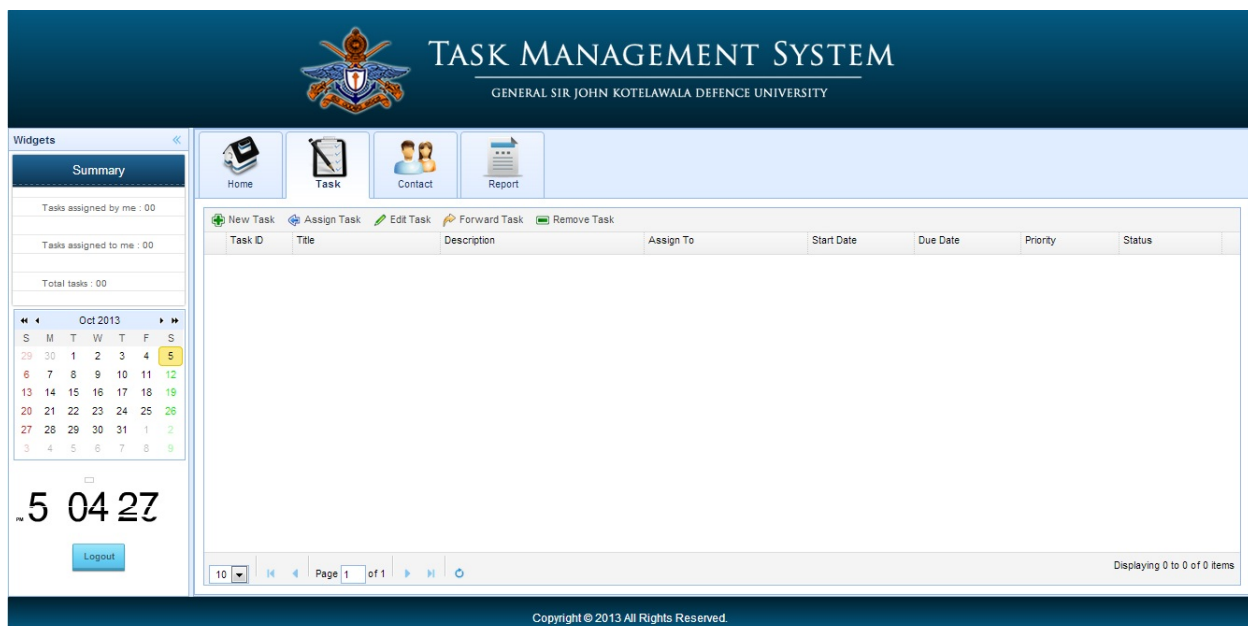 TASK MANAGEMENT SYSTEM
GENERAL SIR JOHN KOTELAWALA DEFENCE UNIVERSITY
Widgets
Summary
Tasks assigned by me : 00
Tasks assigned to me : 00
Total tasks : 00
Oct 2013
S M T W T F S
29 30 1 2 3 4 5
6 7 8 9 10 11 12
13 14 15 16 17 18 19
20 21 22 23 24 25 26
27 28 29 30 31 1 2
3 4 5 6 7 8 9
PM 5 04 27
Logout
Home Task Contact Report
New Task Assign Task Edit Task Forward Task Remove Task
Task ID Title Description Assign To Start Date Due Date Priority Status
10 Page 1 of 1 Displaying 0 to 0 of 0 items
Copyright © 2013 All Rights Reserved.